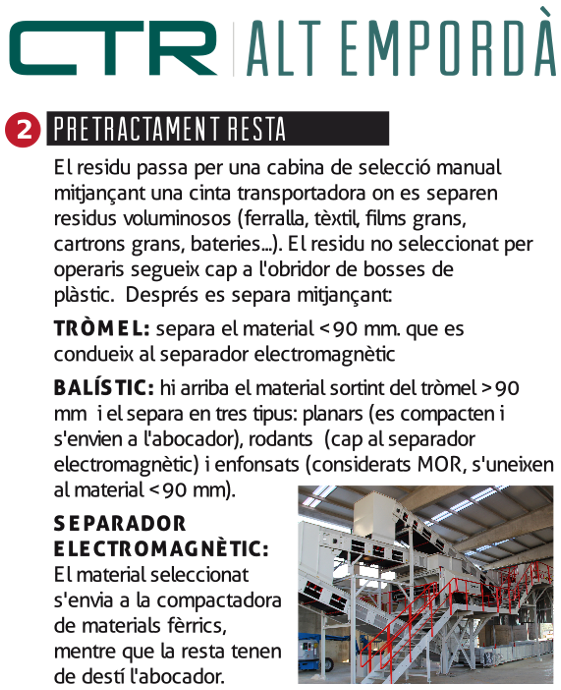 CTR ALT EMPORDÀ
2 PRETRACTAMENT RESTA
El residu passa per una cabina de selecció manual
mitjançant una cinta transportadora on es separen
residus voluminosos (ferralla, tèxtil, films grans,
cartrons grans, bateries...). El residu no seleccionat per
operaris segueix cap a l'obridor de bosses de
plàstic. Després es separa mitjançant:
TRÒMEL: separa el material <90 mm. que es
condueix al separador electromagnètic
BALÍSTIC: hi arriba el material sortint del tròmel >90
mm i el separa en tres tipus: planars (es compacten i
s'envien a l'abocador), rodants (cap al separador
electromagnètic) i enfonsats (considerats MOR, s'uneixen
al material <90 mm).
SEPARADOR
ELECTROMAGNÈTIC:
El material seleccionat
s'envia a la compactadora
de materials fèrrics,
mentre que la resta tenen
de destí l'abocador.